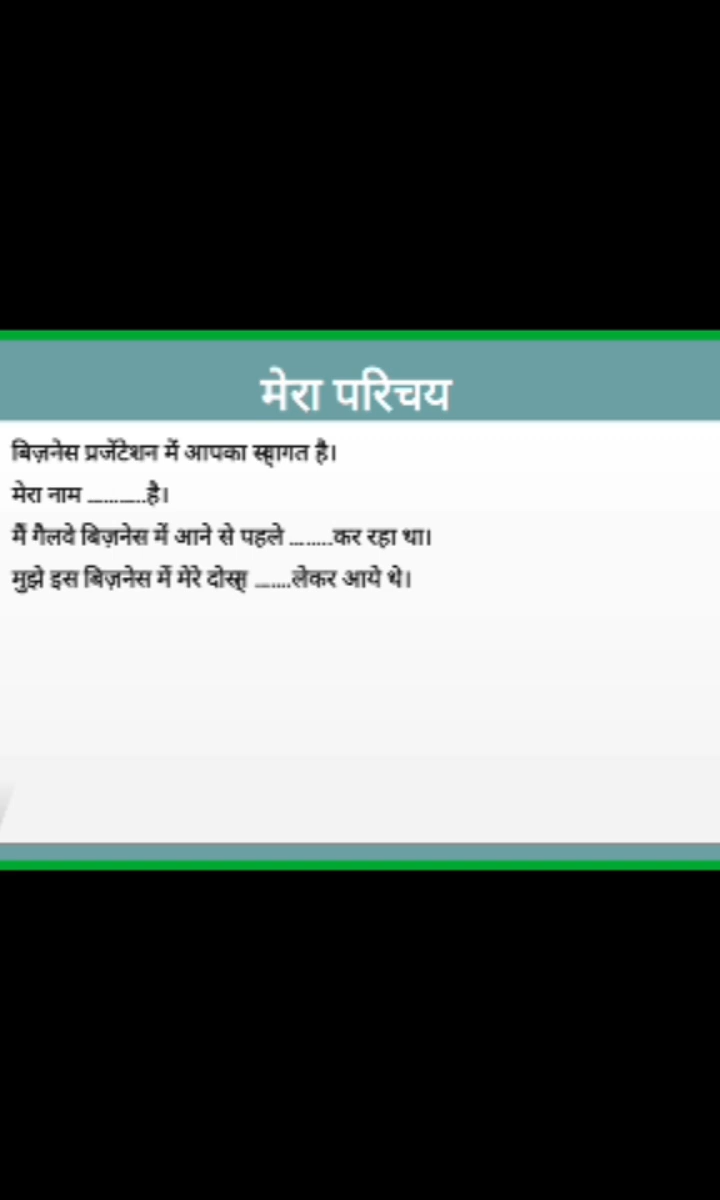 मेरा परिचय
बिज़नेस प्रजेंटेशन में आपका स्वागत है।
मेरा नाम ...........है।
मैं गैलवे बिज़नेस में आने से पहले ........कर रहा था।
मुझे इस बिज़नेस में मेरे दोस्त .......लेकर आये थे।